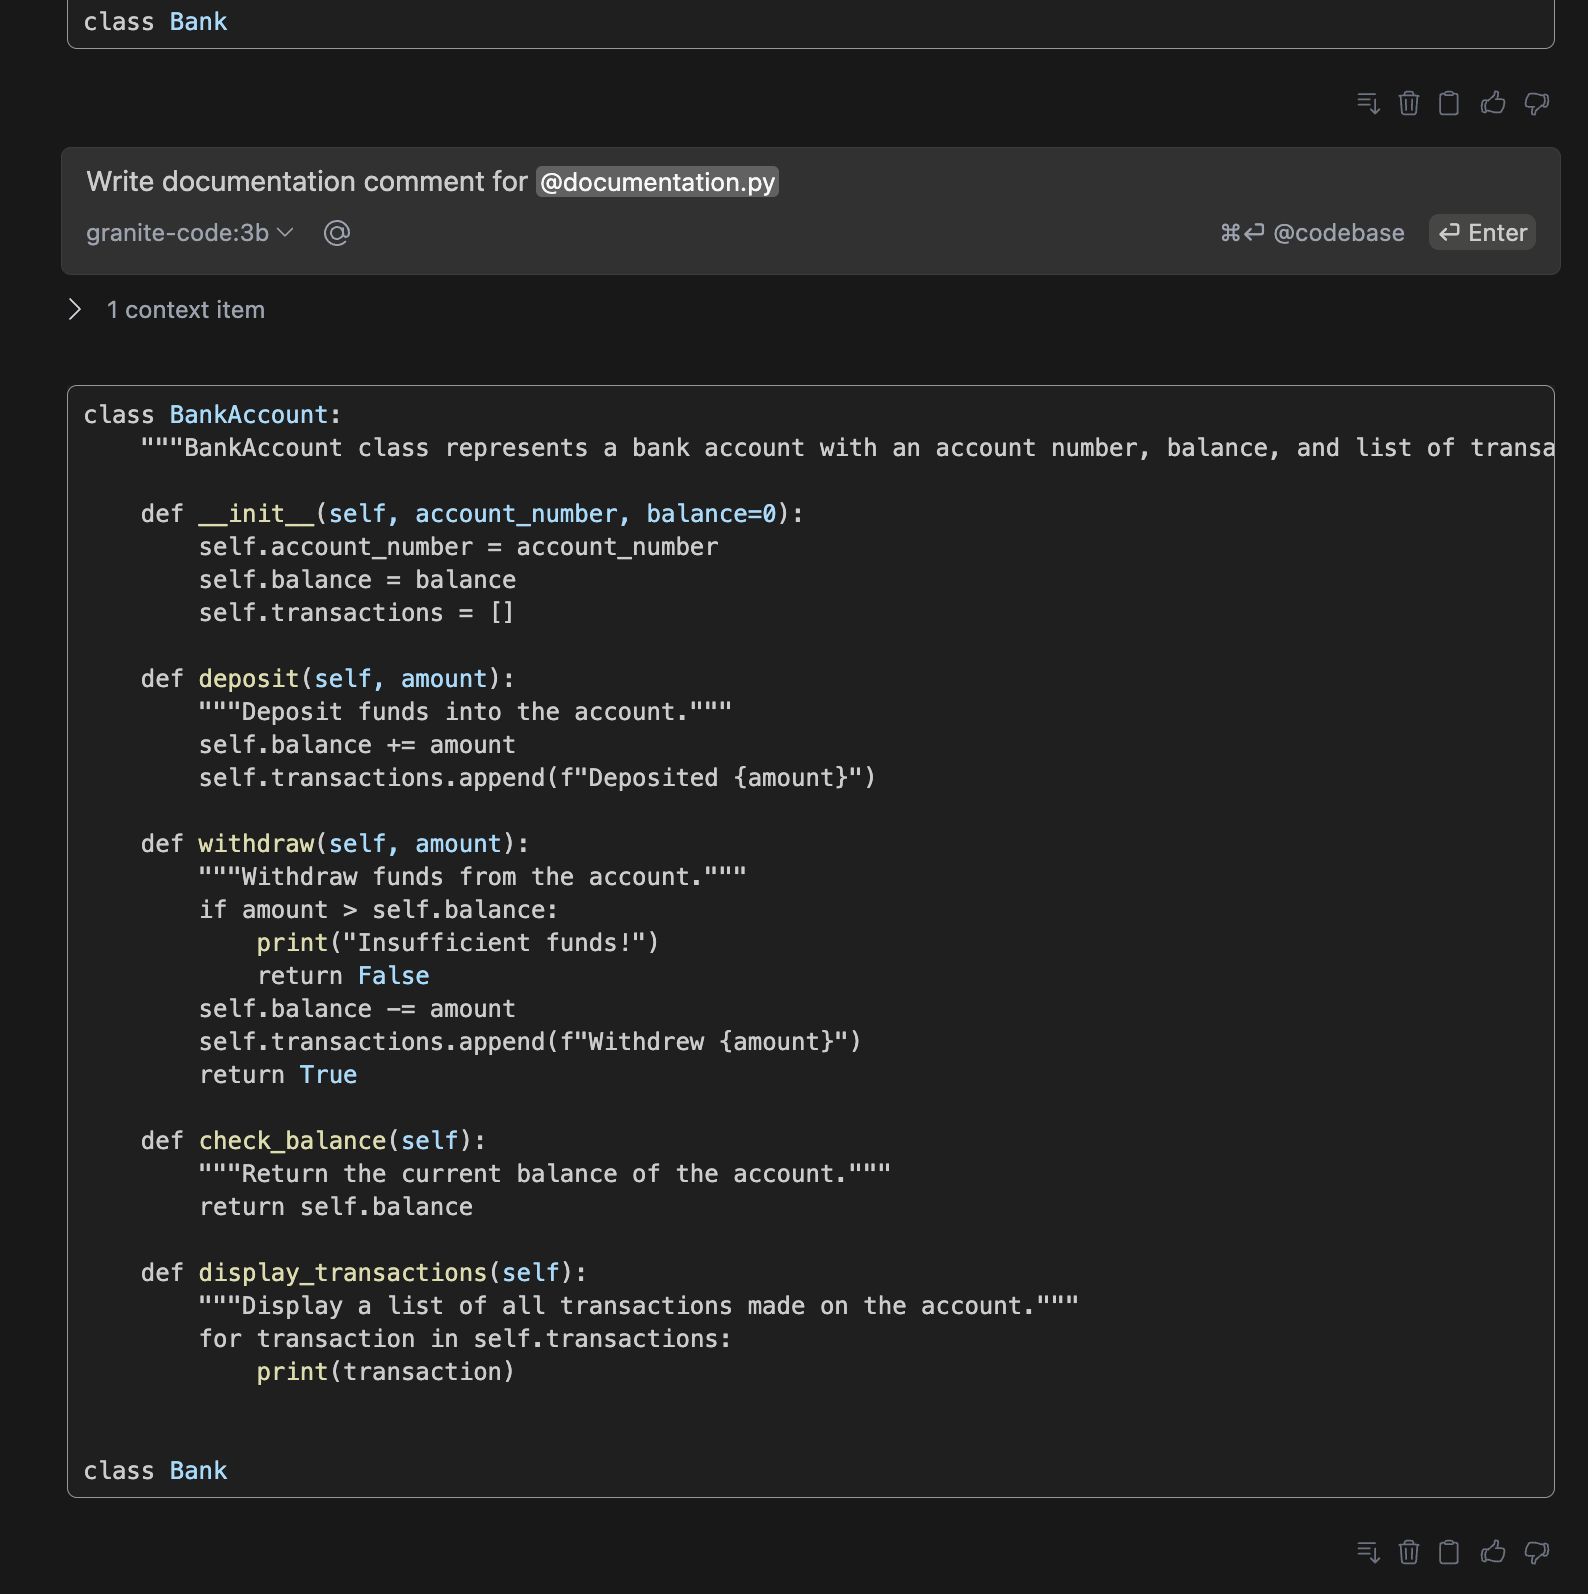 class Bank
Write documentation comment for @documentation.py
granite-code:3b
⌘⏎ @codebase
⏎ Enter
1 context item
class BankAccount:
    """BankAccount class represents a bank account with an account number, balance, and list of transa
    def __init__(self, account_number, balance=0):
        self.account_number = account_number
        self.balance = balance
        self.transactions = []
    def deposit(self, amount):
        """Deposit funds into the account."""
        self.balance += amount
        self.transactions.append(f"Deposited {amount}")
    def withdraw(self, amount):
        """Withdraw funds from the account."""
        if amount > self.balance:
            print("Insufficient funds!")
            return False
        self.balance -= amount
        self.transactions.append(f"Withdrew {amount}")
        return True
    def check_balance(self):
        """Return the current balance of the account."""
        return self.balance
    def display_transactions(self):
        """Display a list of all transactions made on the account."""
        for transaction in self.transactions:
            print(transaction)
class Bank